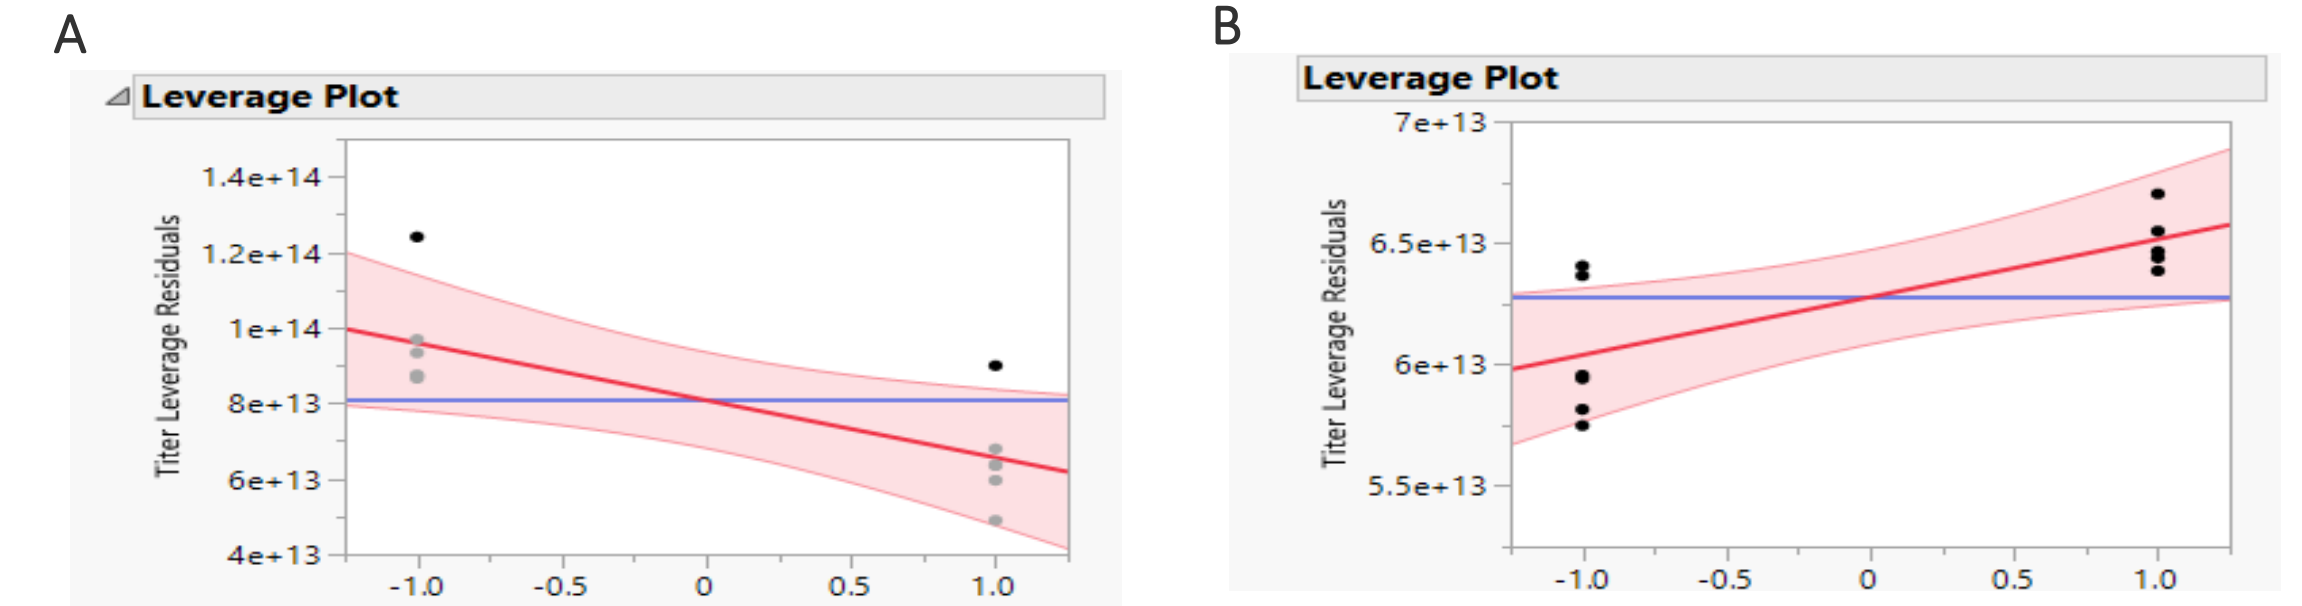 A
Leverage Plot
Titer Leverage Residuals
1.4e+14
1.2e+14
1e+14
8e+13
6e+13
4e+13
-1.0 -0.5 0 0.5 1.0
B
Leverage Plot
Titer Leverage Residuals
7e+13
6.5e+13
6e+13
5.5e+13
-1.0 -0.5 0 0.5 1.0